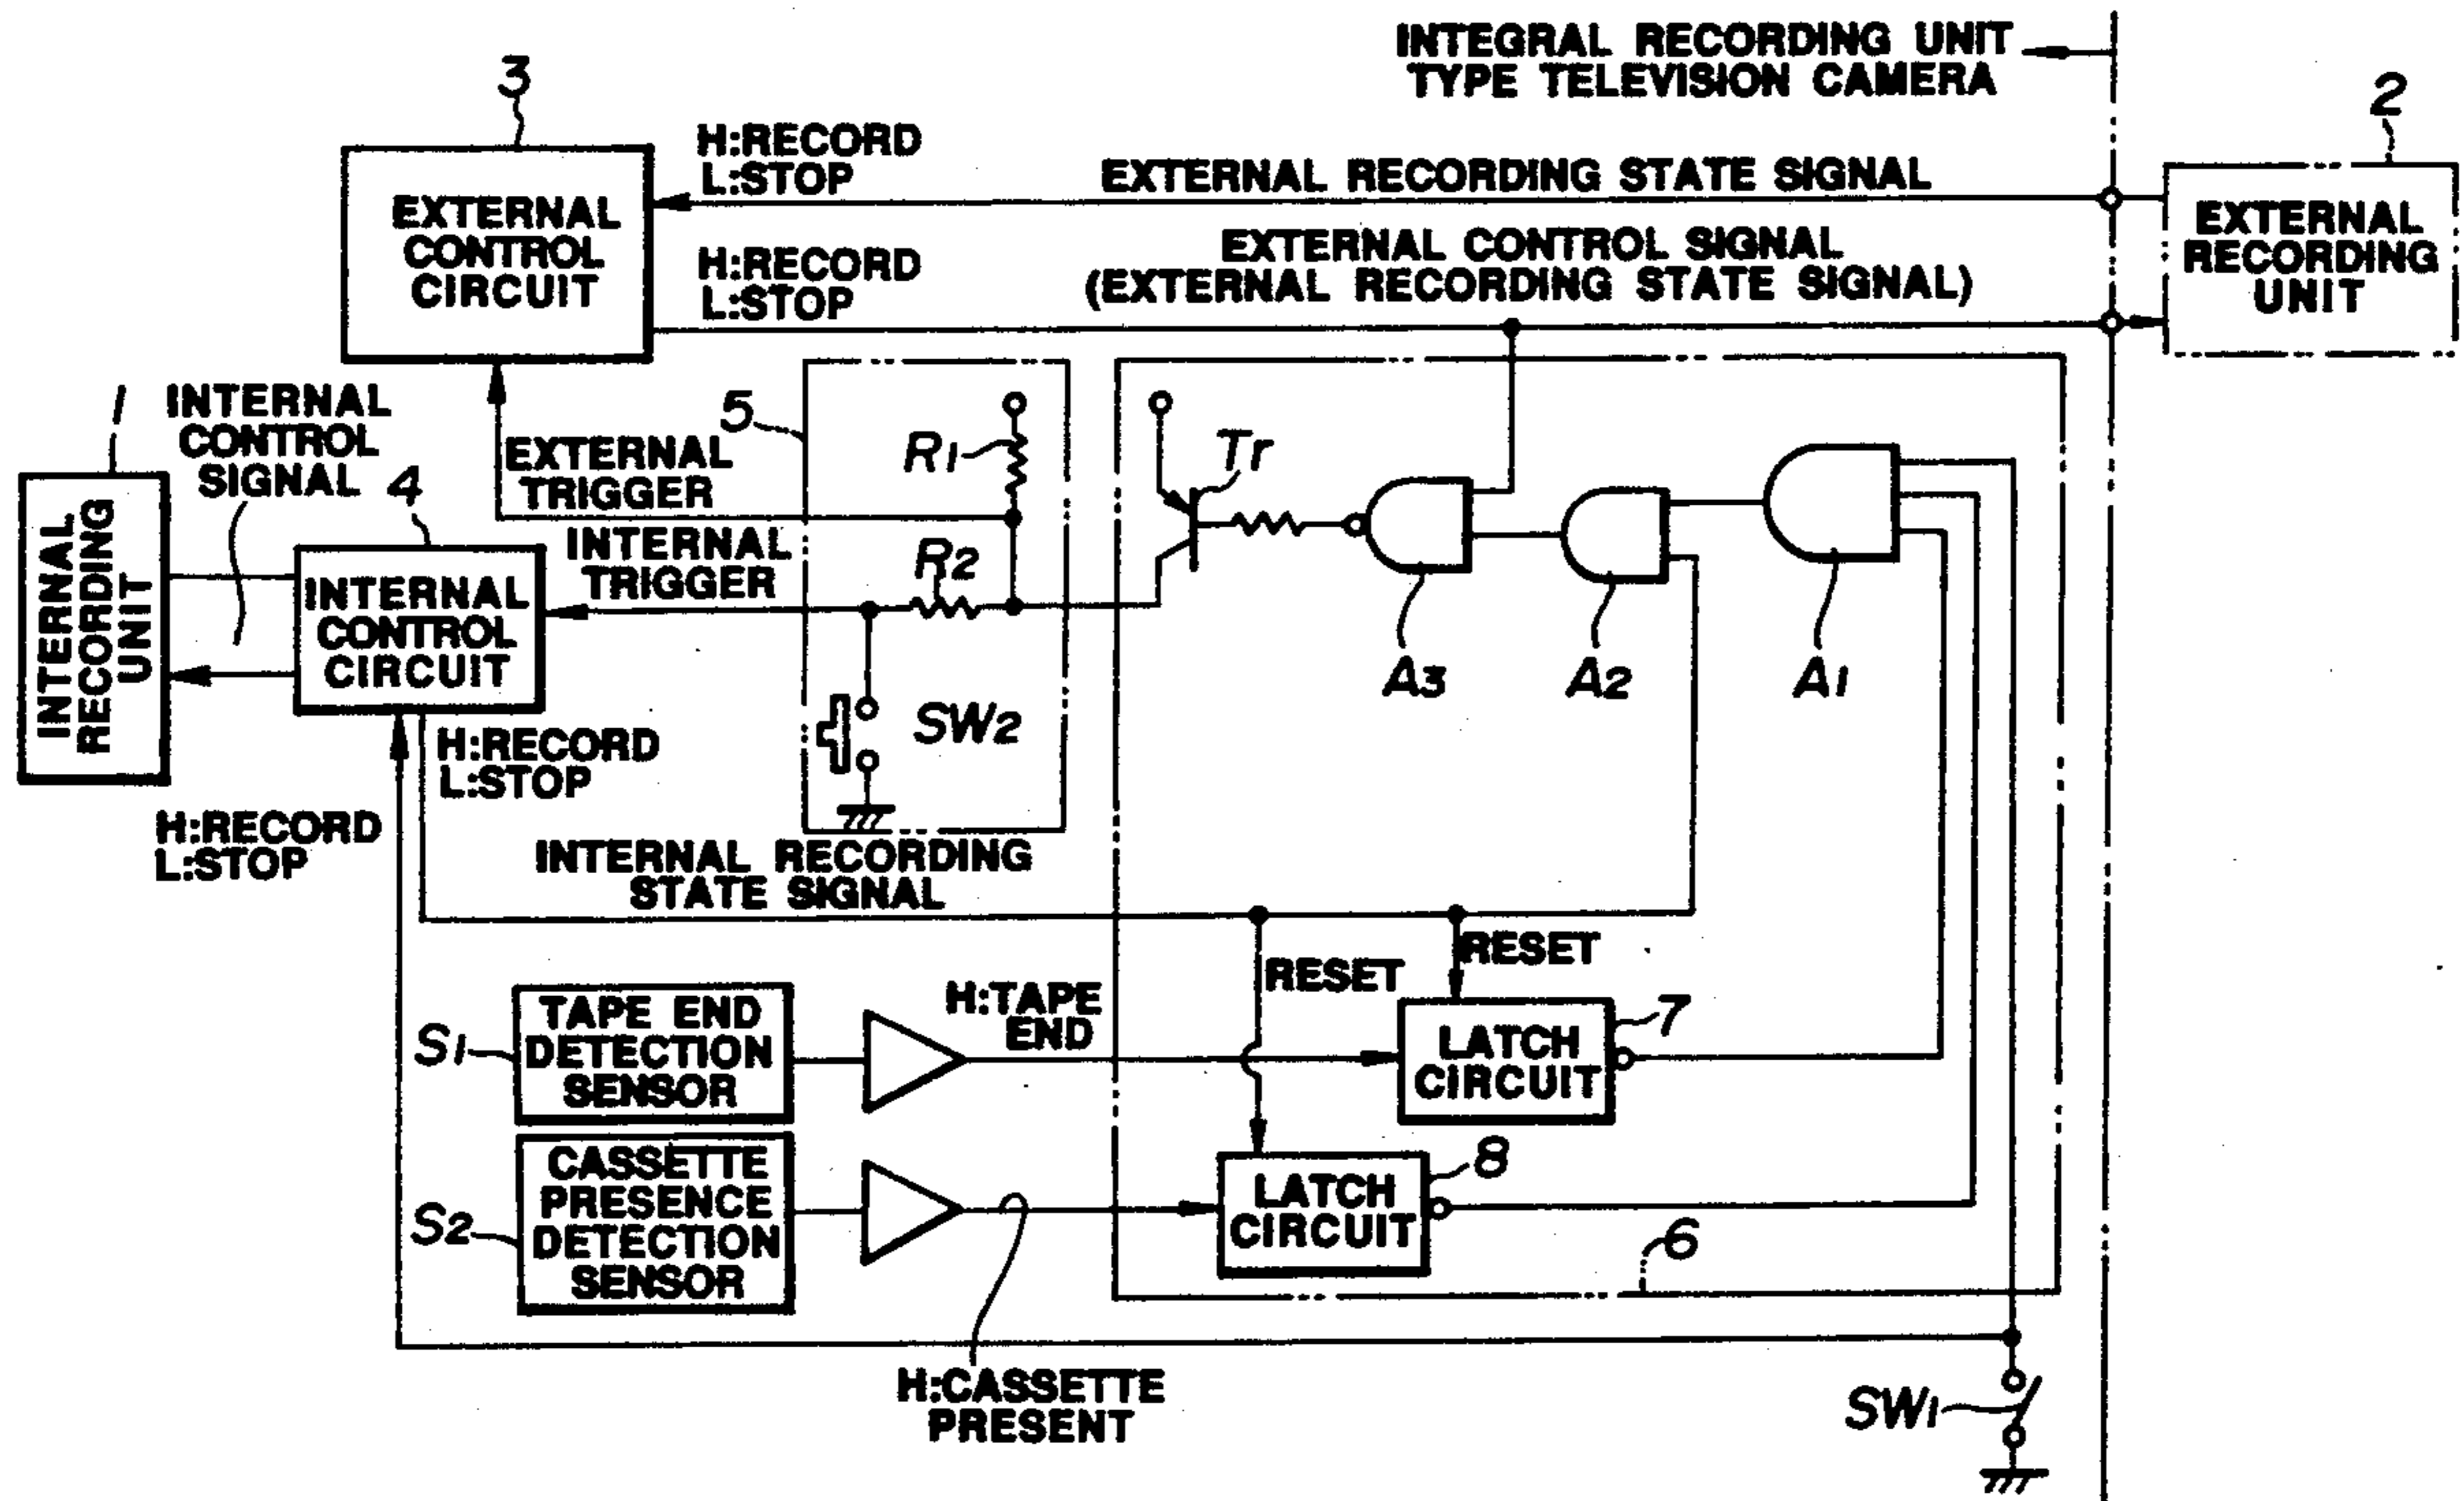 INTEGRAL RECORDING UNIT
TYPE TELEVISION CAMERA
3
2
H:RECORD
L:STOP
EXTERNAL RECORDING STATE SIGNAL
EXTERNAL
CONTROL
CIRCUIT
H:RECORD
L:STOP
EXTERNAL CONTROL SIGNAL
(EXTERNAL RECORDING STATE SIGNAL)
EXTERNAL
RECORDING
UNIT
1
INTERNAL
CONTROL
SIGNAL
4
EXTERNAL
TRIGGER
5
R1
Tr
INTERNAL
RECORDING
UNIT
INTERNAL
CONTROL
CIRCUIT
INTERNAL
TRIGGER
R2
A3
A2
A1
SW2
H:RECORD
L:STOP
H:RECORD
L:STOP
INTERNAL RECORDING
STATE SIGNAL
RESET
RESET
S1
TAPE END
DETECTION
SENSOR
H:TAPE
END
LATCH
CIRCUIT
7
S2
CASSETTE
PRESENCE
DETECTION
SENSOR
LATCH
CIRCUIT
8
6
H:CASSETTE
PRESENT
SW1